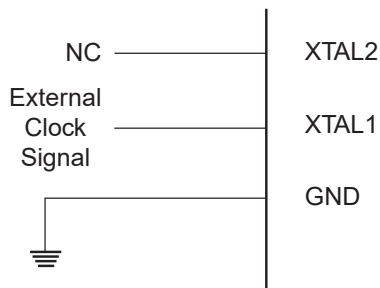 NC
XTAL2
External
Clock
Signal
XTAL1
GND